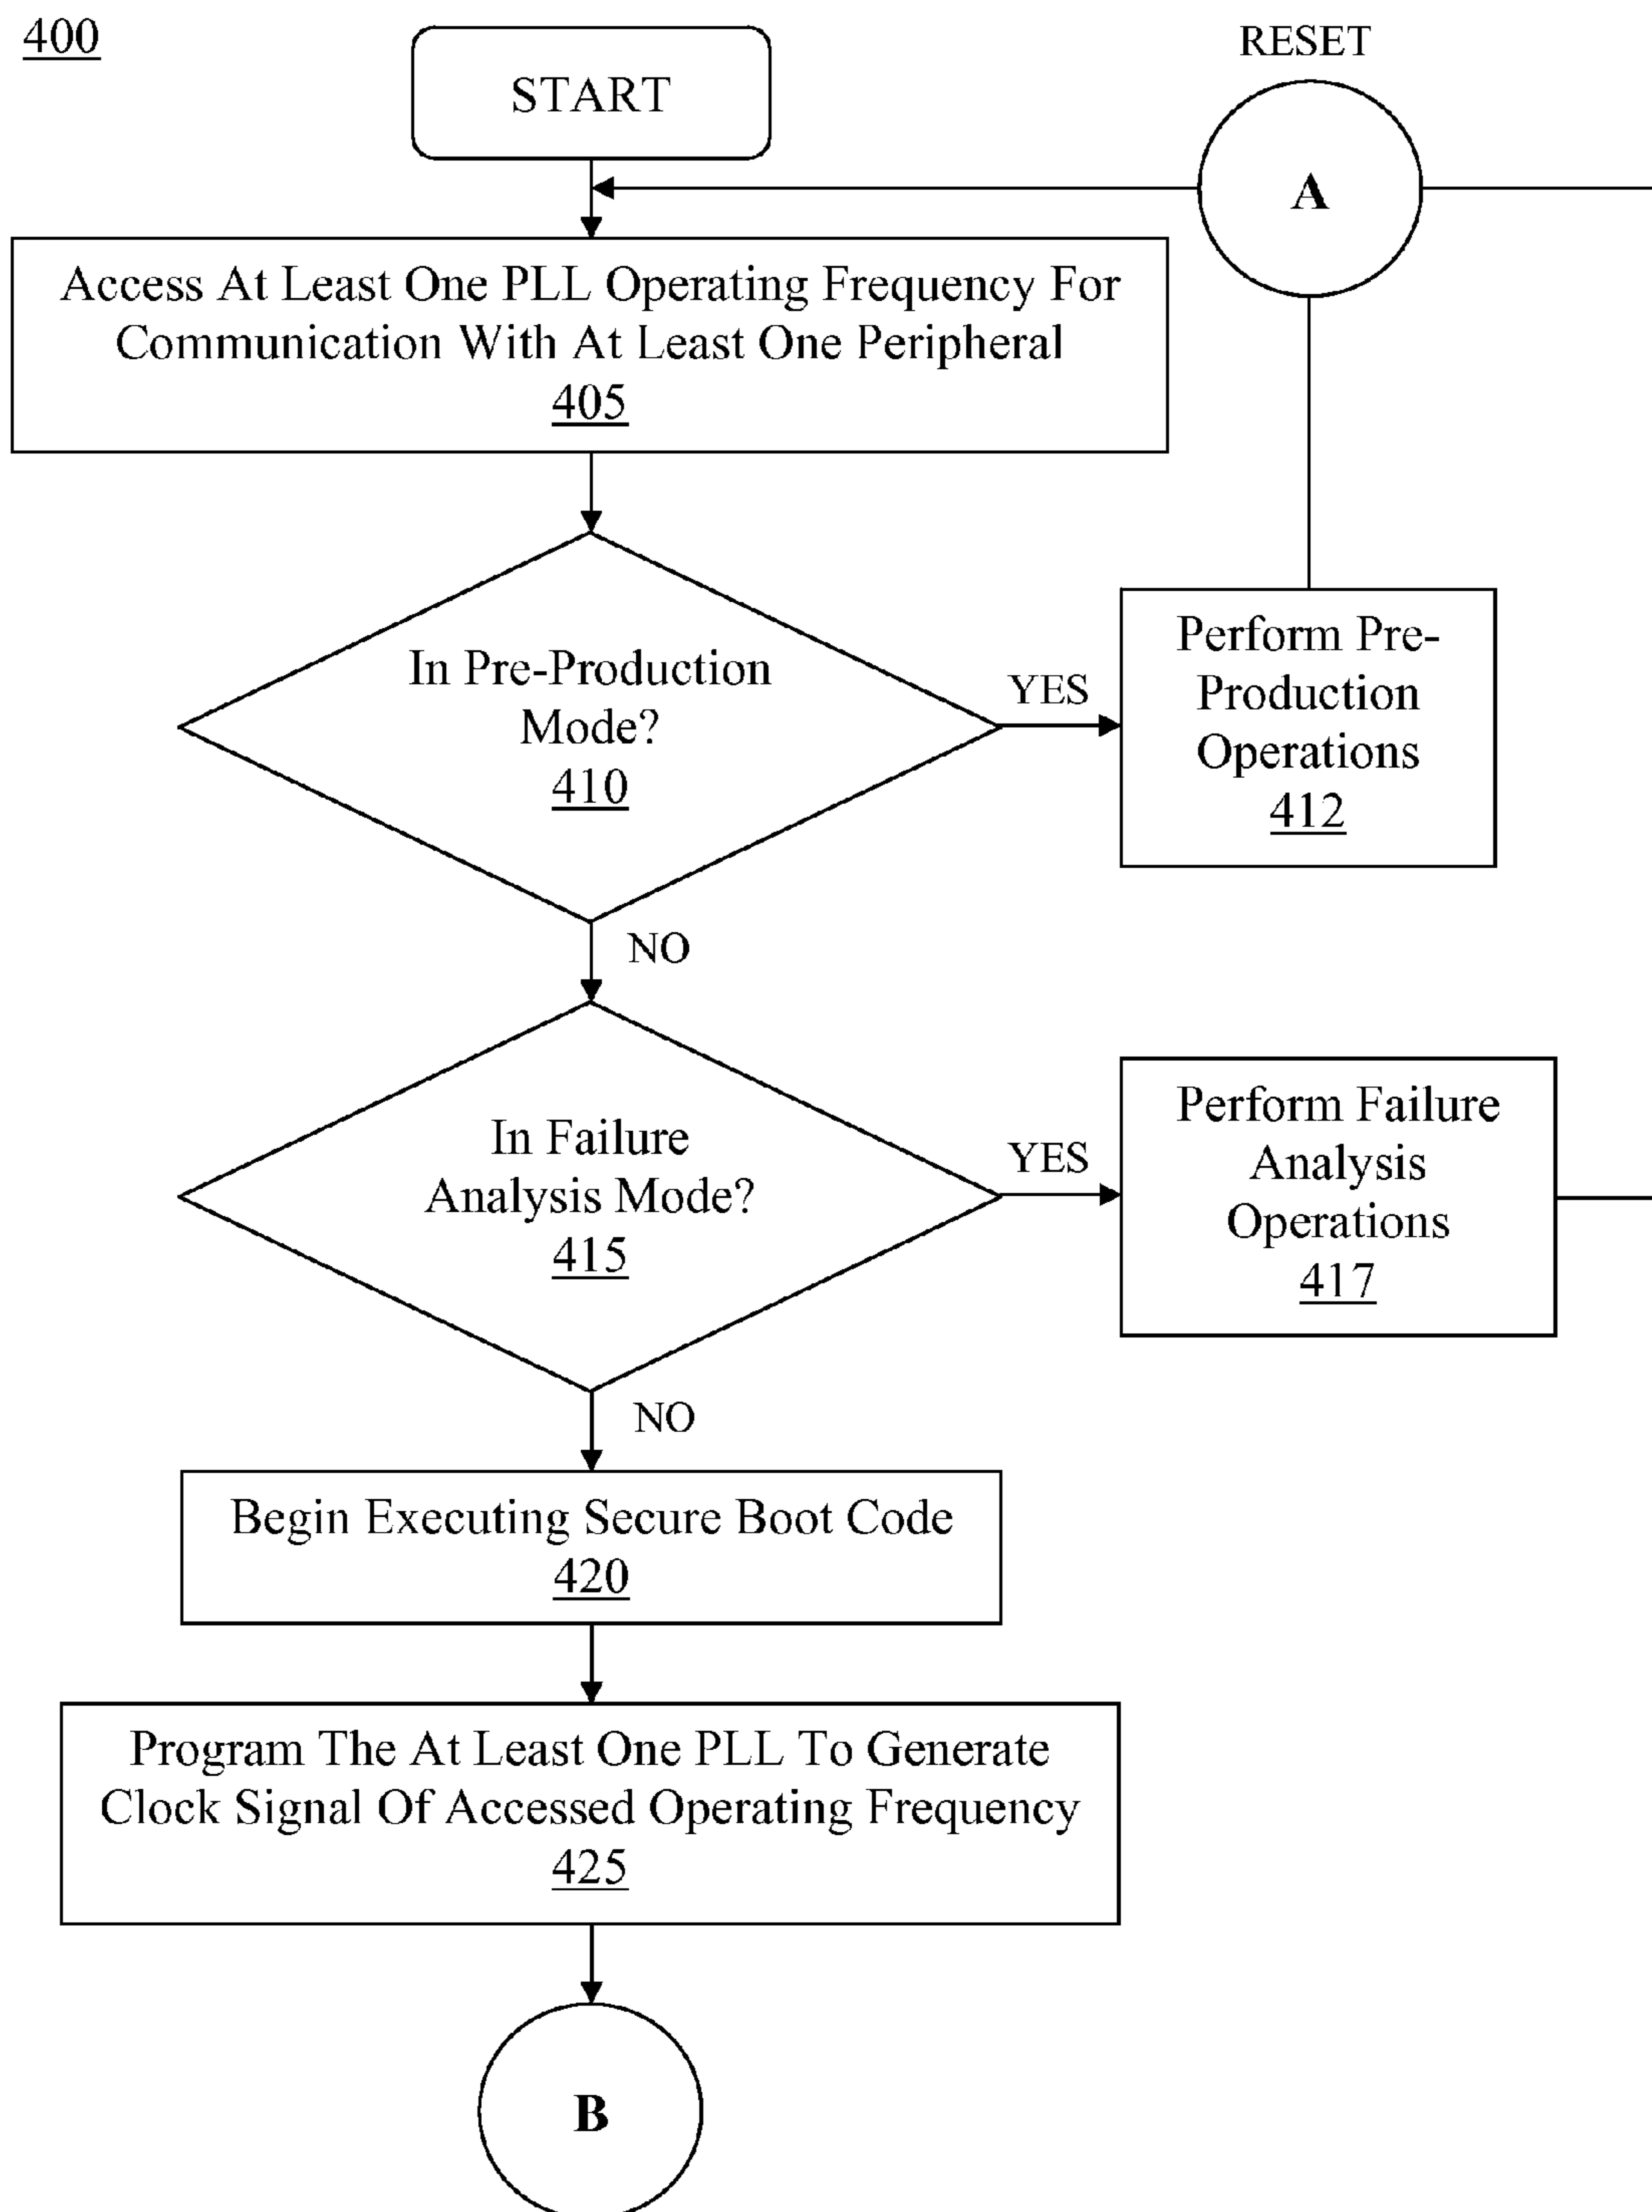 400
START
RESET
A
Access At Least One PLL Operating Frequency For
Communication With At Least One Peripheral
405
In Pre-Production
Mode?
410
YES
Perform Pre-
Production
Operations
412
NO
In Failure
Analysis Mode?
415
YES
Perform Failure
Analysis
Operations
417
NO
Begin Executing Secure Boot Code
420
Program The At Least One PLL To Generate
Clock Signal Of Accessed Operating Frequency
425
B